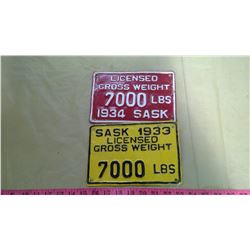 LICENSED
GROSS WEIGHT
7000 LBS
1934 SASK
SASK 1933
LICENSED
GROSS WEIGHT
7000 LBS